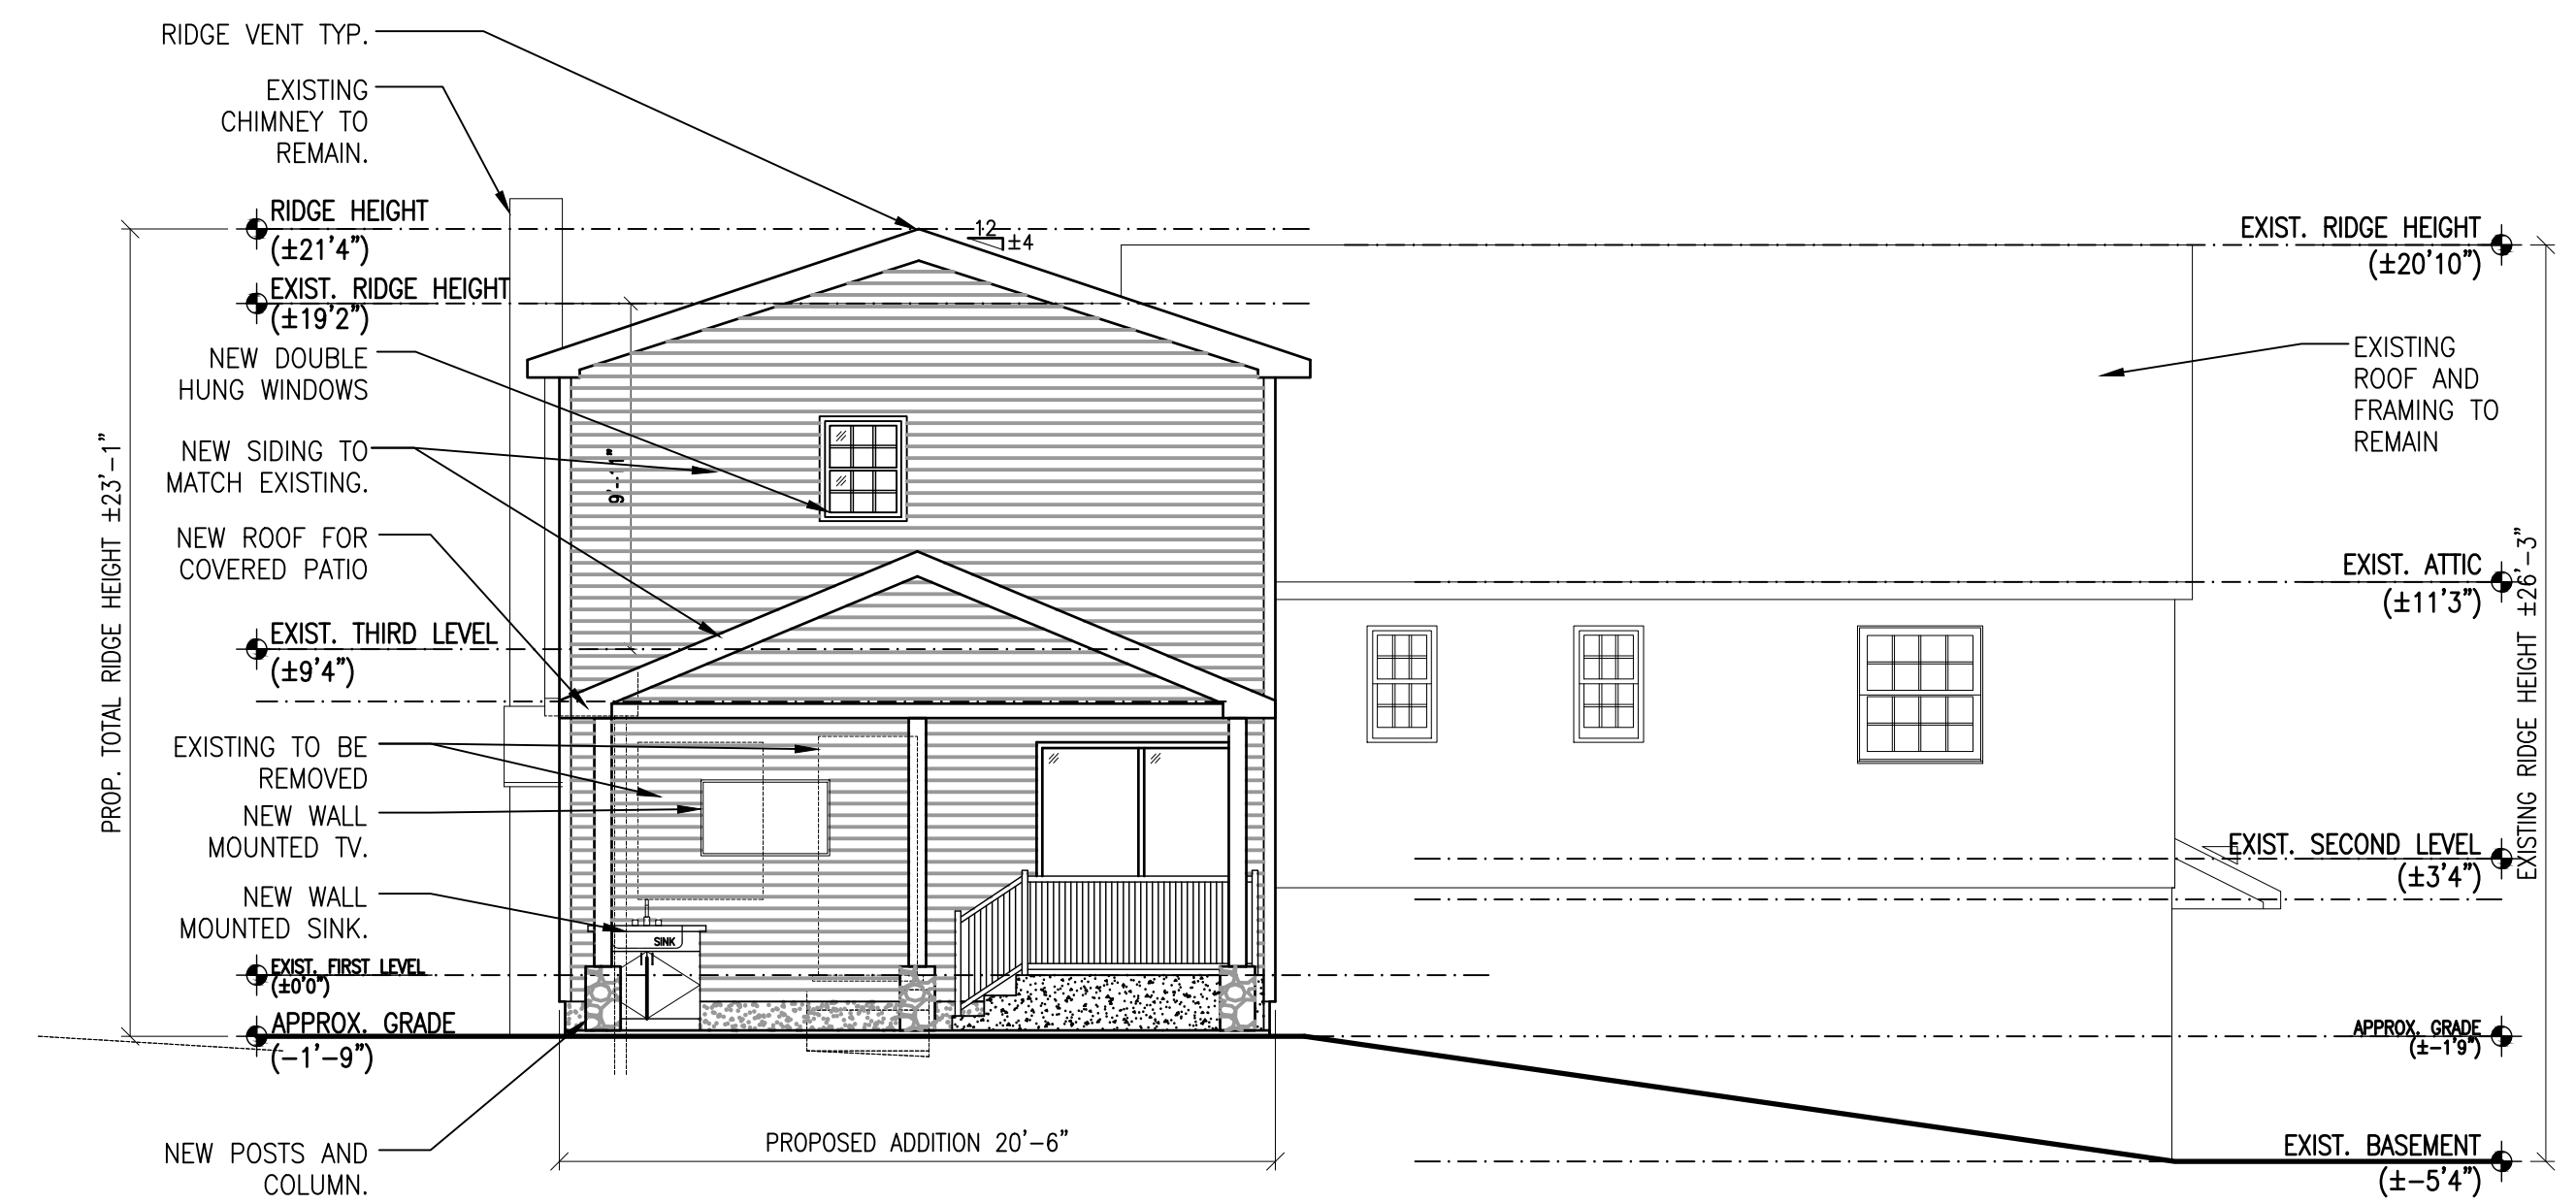 RIDGE VENT TYP.
EXISTING
CHIMNEY TO
REMAIN.
RIDGE HEIGHT
(±21'4")
EXIST. RIDGE HEIGHT
(±19'2")
NEW DOUBLE
HUNG WINDOWS
NEW SIDING TO
MATCH EXISTING.
NEW ROOF FOR
COVERED PATIO
EXIST. THIRD LEVEL
(±9'4")
EXISTING TO BE
REMOVED
NEW WALL
MOUNTED TV.
NEW WALL
MOUNTED SINK.
EXIST. FIRST LEVEL
(±0'0")
APPROX. GRADE
(-1'-9")
NEW POSTS AND
COLUMN.
PROP. TOTAL RIDGE HEIGHT ±23'-1"
12
±4
9'-11"
SINK
PROPOSED ADDITION 20'-6"
EXIST. RIDGE HEIGHT
(±20'10")
EXISTING
ROOF AND
FRAMING TO
REMAIN
EXIST. ATTIC
(±11'3")
EXIST. SECOND LEVEL
(±3'4")
APPROX. GRADE
(±-1'9")
EXIST. BASEMENT
(±-5'4")
EXISTING RIDGE HEIGHT ±26'-3"